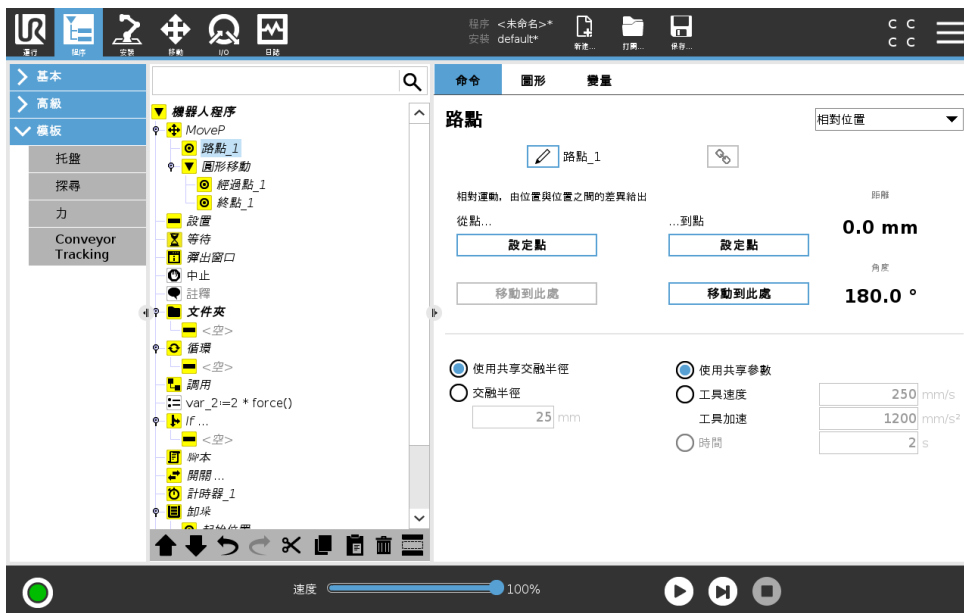 程序 <未命名>*
安裝 default*
運行
程序
安裝
移動
I/O
日誌
新建...
打開...
保存...
C C
C C
基本
高級
模板
托盤
探尋
力
Conveyor
Tracking
機器人程序
MoveP
路點_1
圓形移動
經過點_1
終點_1
設置
等待
彈出窗口
中止
註釋
文件夾
<空>
循環
<空>
調用
var_2:=2 * force()
If ...
<空>
腳本
開關 ...
計時器_1
卸垛
起始位置
命令 圖形 變量
路點
相對位置
路點_1
相對運動，由位置與位置之間的差異給出
距離
從點... ...到點
0.0 mm
設定點 設定點
角度
移動到此處 移動到此處
180.0 °
使用共享交融半徑
使用共享參數
交融半徑
工具速度 250 mm/s
25 mm
工具加速 1200 mm/s²
時間 2 s
速度 100%